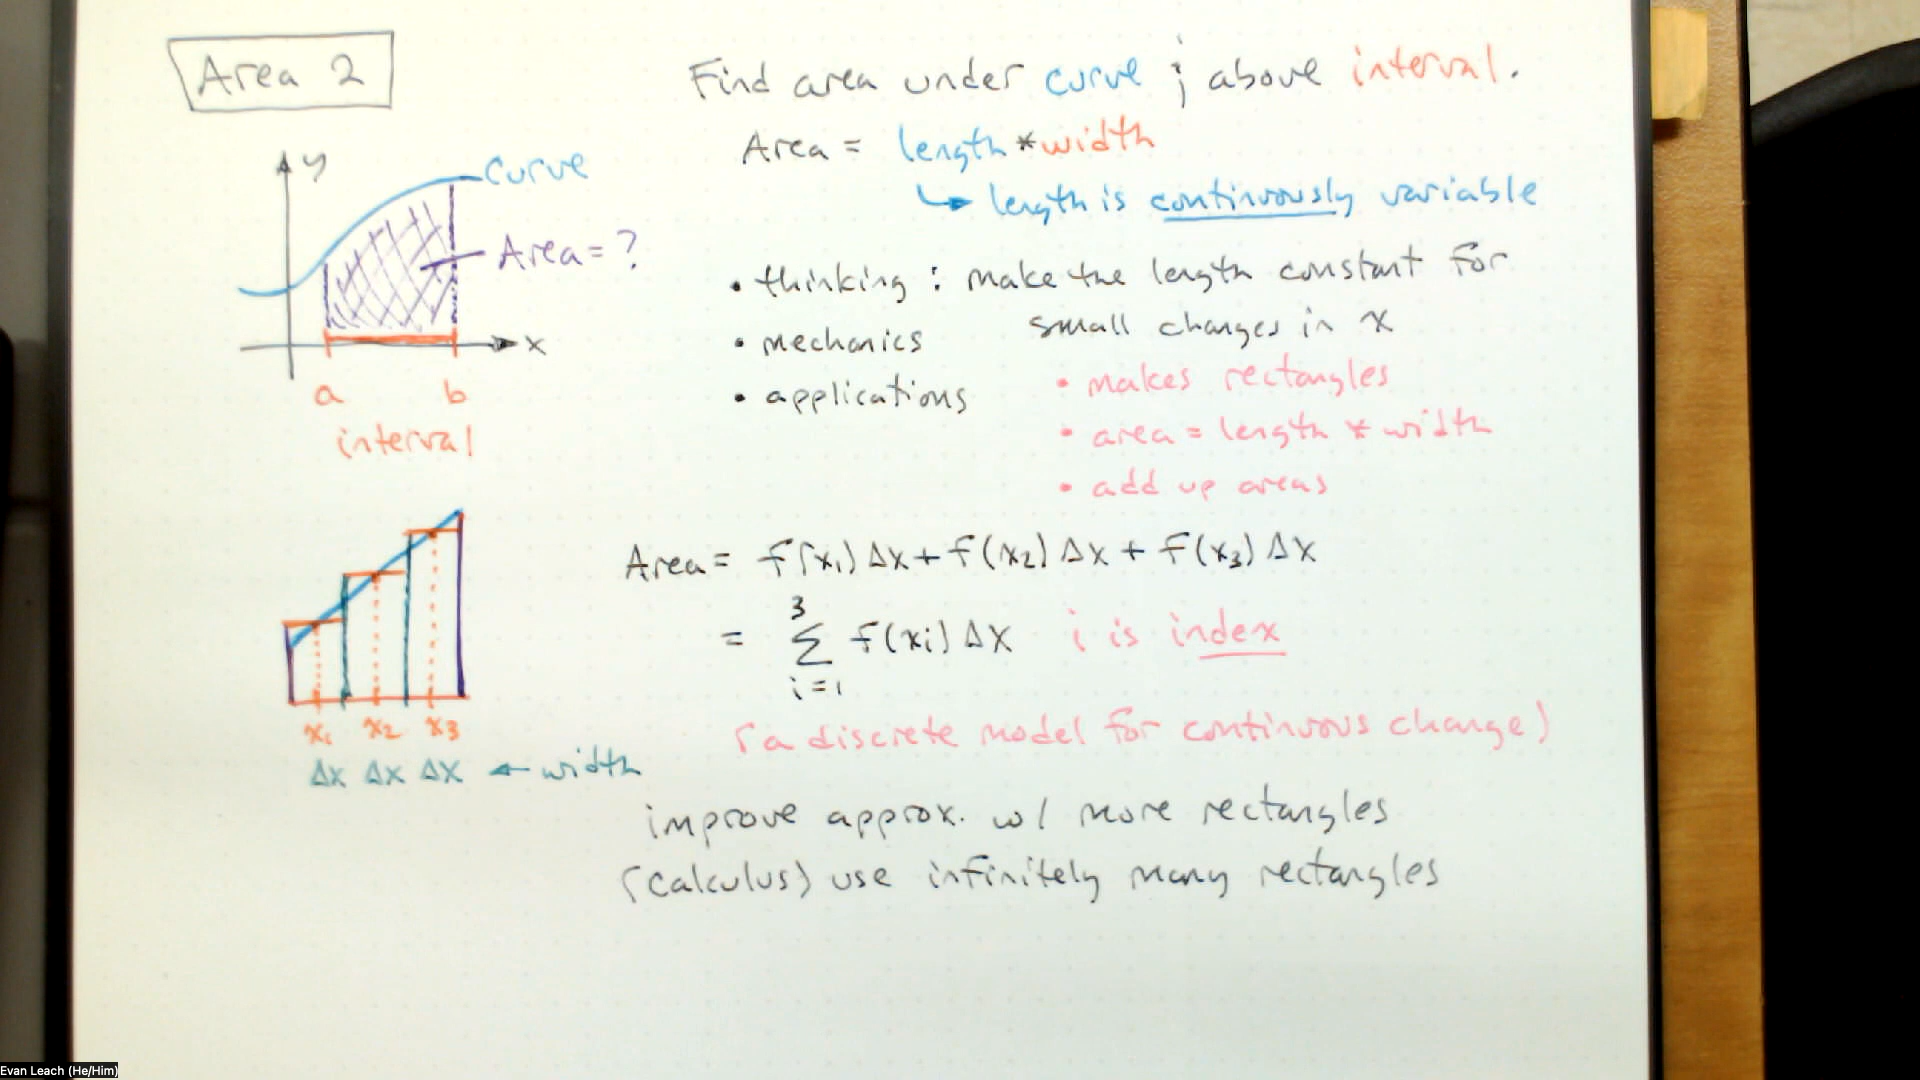 Area 2
Find area under curve ; above interval.
Area = length * width
↳ length is continuously variable
y
curve
Area = ?
x
a b
interval
• thinking : make the length constant for
small changes in x
• mechanics
• applications
• makes rectangles
• area = length * width
• add up areas
x₁ x₂ x₃
Δx Δx Δx ← width
Area = f(x₁) Δx + f(x₂) Δx + f(x₃) Δx
3
= Σ f(xi) Δx i is index
i=1
(a discrete model for continuous change)
improve approx. w/ more rectangles
(calculus) use infinitely many rectangles
Evan Leach (He/Him)